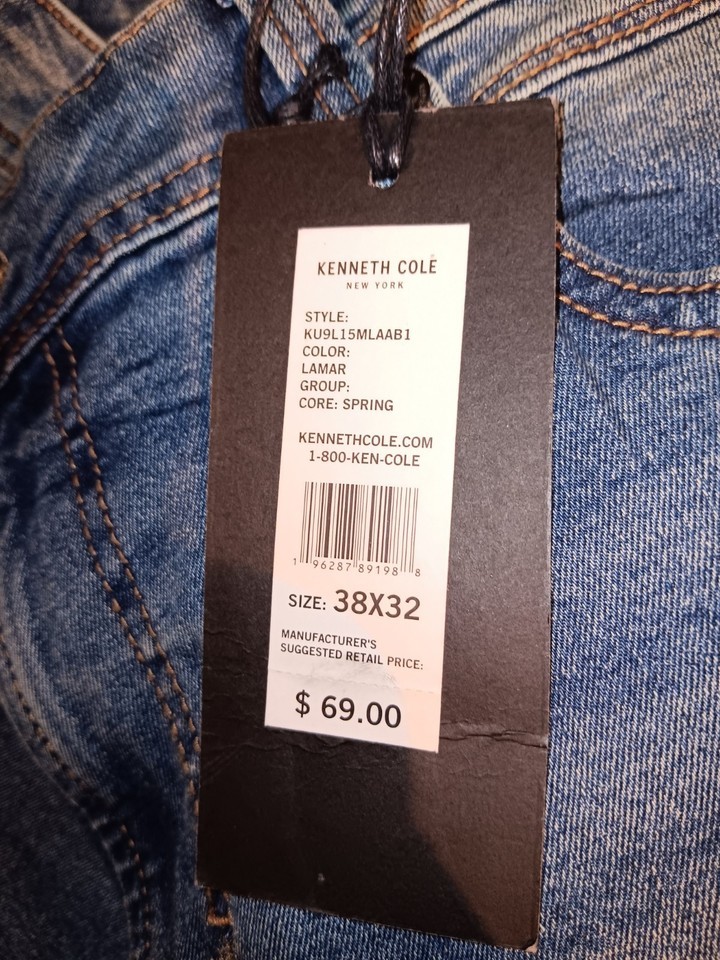 KENNETH COLE
NEW YORK
STYLE:
KU9L15MLAAB1
COLOR:
LAMAR
GROUP:
CORE: SPRING
KENNETHCOLE.COM
1-800-KEN-COLE
1 96287 89198 8
SIZE: 38X32
MANUFACTURER'S
SUGGESTED RETAIL PRICE:
$ 69.00